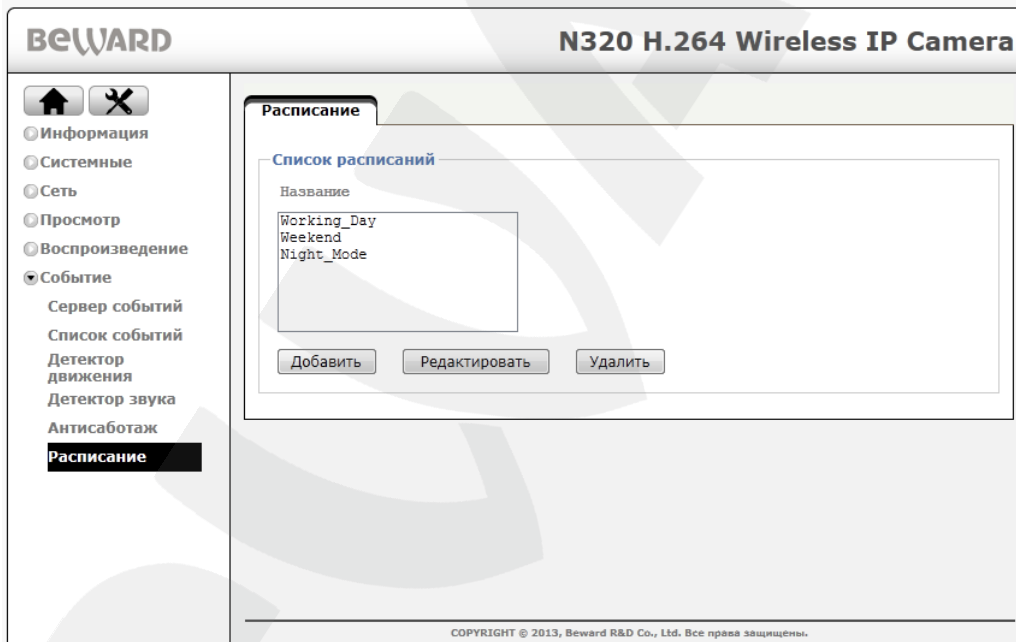 BEWARD
N320 H.264 Wireless IP Camera
Информация
Системные
Сеть
Просмотр
Воспроизведение
Событие
Сервер событий
Список событий
Детектор
движения
Детектор звука
Антисаботаж
Расписание
Расписание
Список расписаний
Название
Working_Day
Weekend
Night_Mode
Добавить
Редактировать
Удалить
COPYRIGHT © 2013, Beward R&D Co., Ltd. Все права защищены.